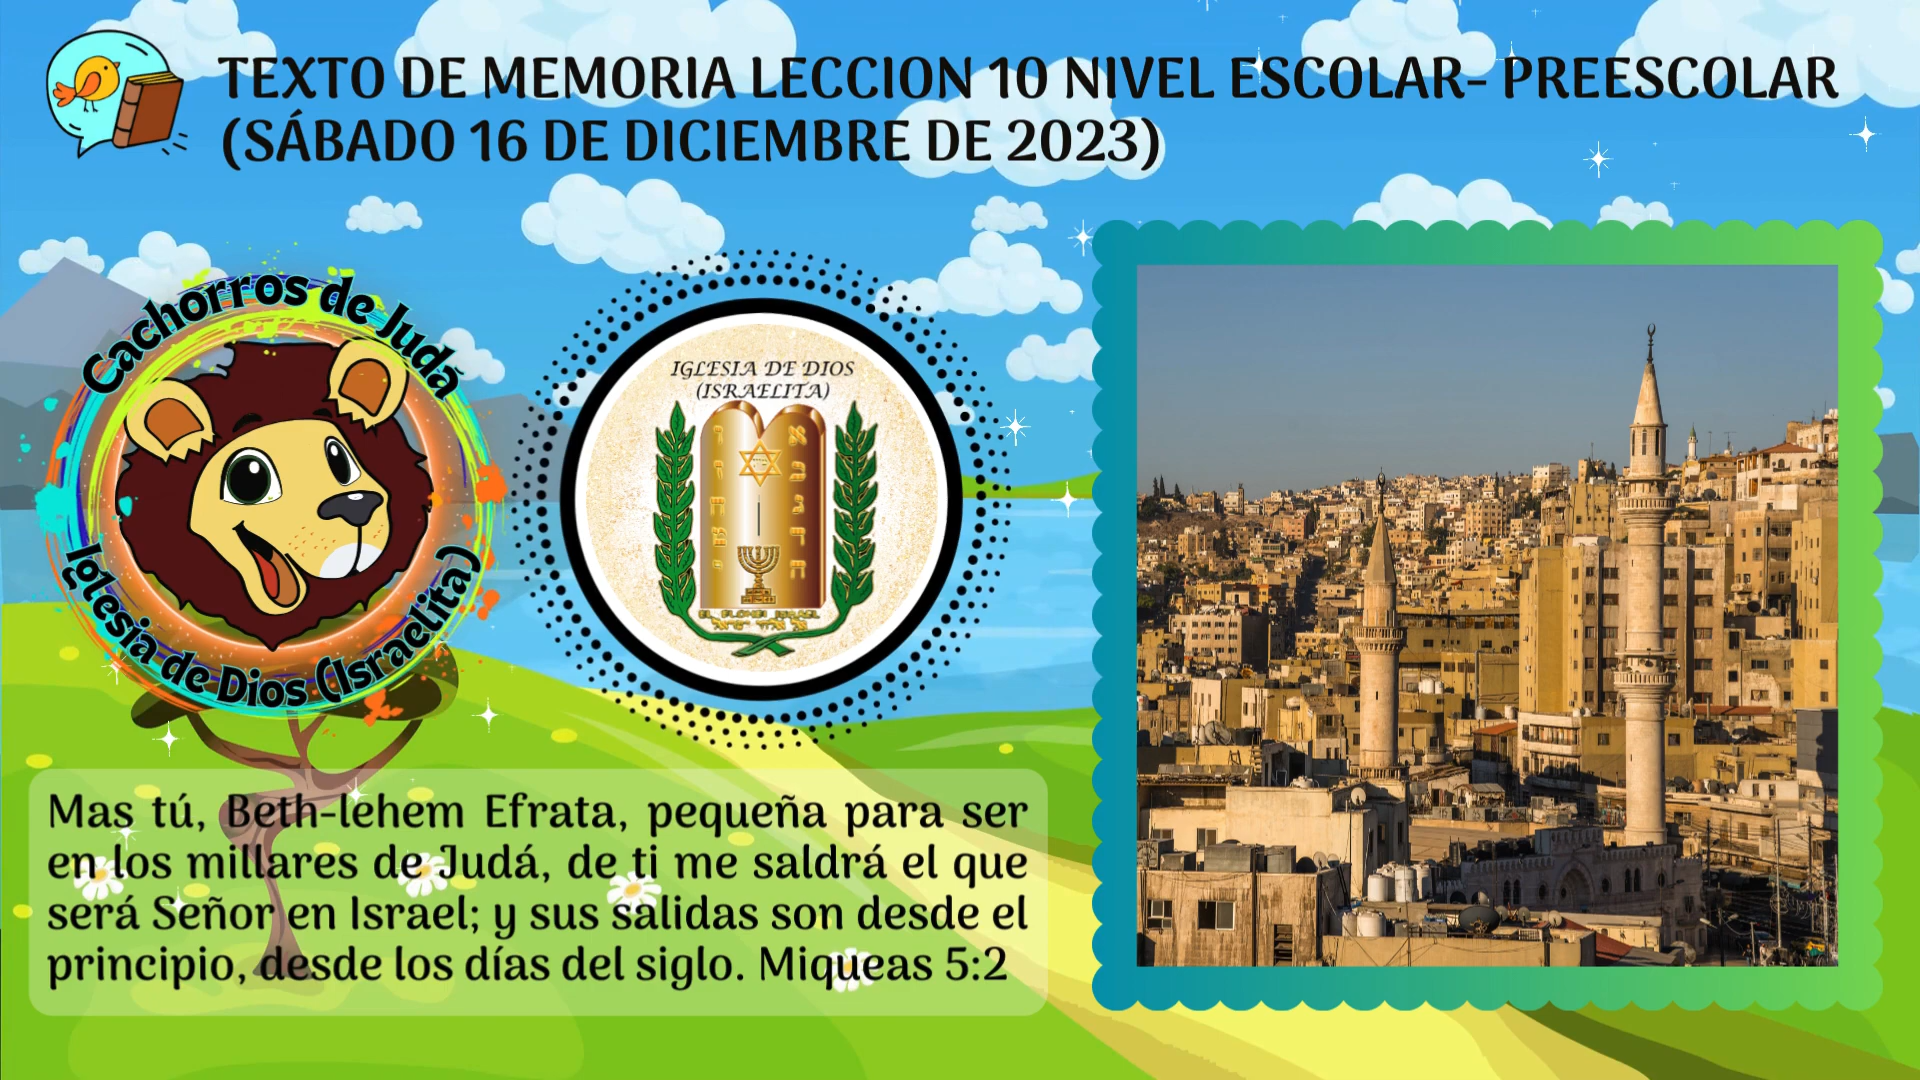 TEXTO DE MEMORIA LECCION 10 NIVEL ESCOLAR- PREESCOLAR
(SÁBADO 16 DE DICIEMBRE DE 2023)
Cachorros de Judá
Iglesia de Dios (Israelita)
IGLESIA DE DIOS
(ISRAELITA)
Mas tú, Beth-lehem Efrata, pequeña para ser
en los millares de Judá, de ti me saldrá el que
será Señor en Israel; y sus salidas son desde el
principio, desde los días del siglo. Miqueas 5:2